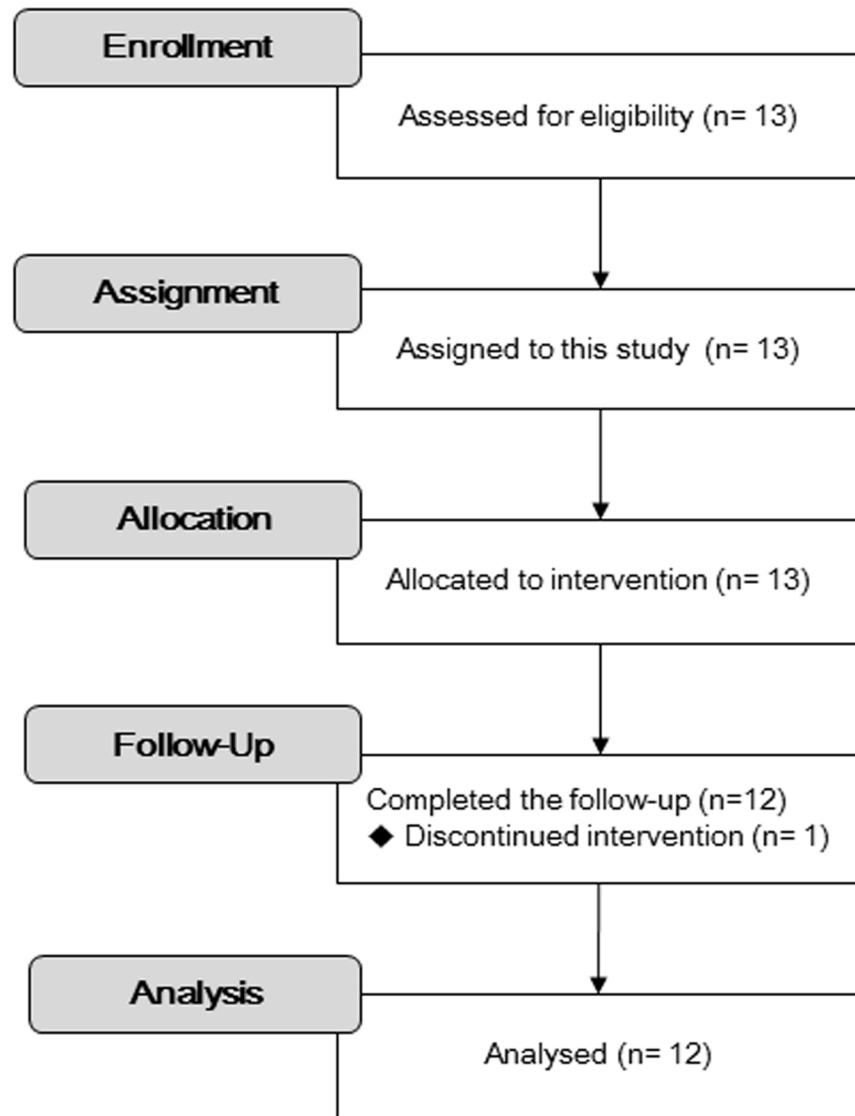 Enrollment
Assessed for eligibility (n= 13)
Assignment
Assigned to this study (n= 13)
Allocation
Allocated to intervention (n= 13)
Follow-Up
Completed the follow-up (n=12)
◆ Discontinued intervention (n= 1)
Analysis
Analysed (n= 12)